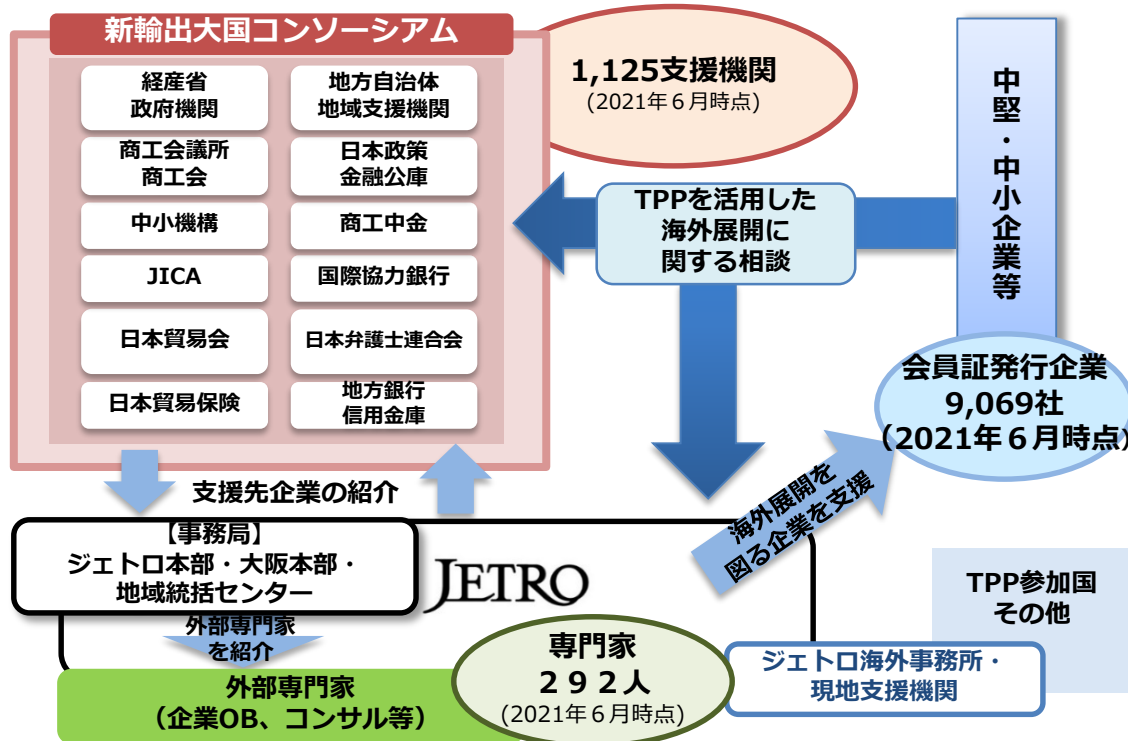 新輸出大国コンソーシアム
経産省
政府機関
地方自治体
地域支援機関
商工会議所
商工会
日本政策
金融公庫
中小機構
商工中金
JICA
国際協力銀行
日本貿易会
日本弁護士連合会
日本貿易保険
地方銀行
信用金庫
1,125支援機関
(2021年６月時点)
TPPを活用した
海外展開に
関する相談
中堅・中小企業等
会員証発行企業
9,069社
（2021年６月時点）
支援先企業の紹介
海外展開を
図る企業を支援
【事務局】
ジェトロ本部・大阪本部・
地域統括センター
JETRO
外部専門家
を紹介
外部専門家
（企業OB、コンサル等）
専門家
２９２人
(2021年６月時点)
TPP参加国
その他
ジェトロ海外事務所・
現地支援機関